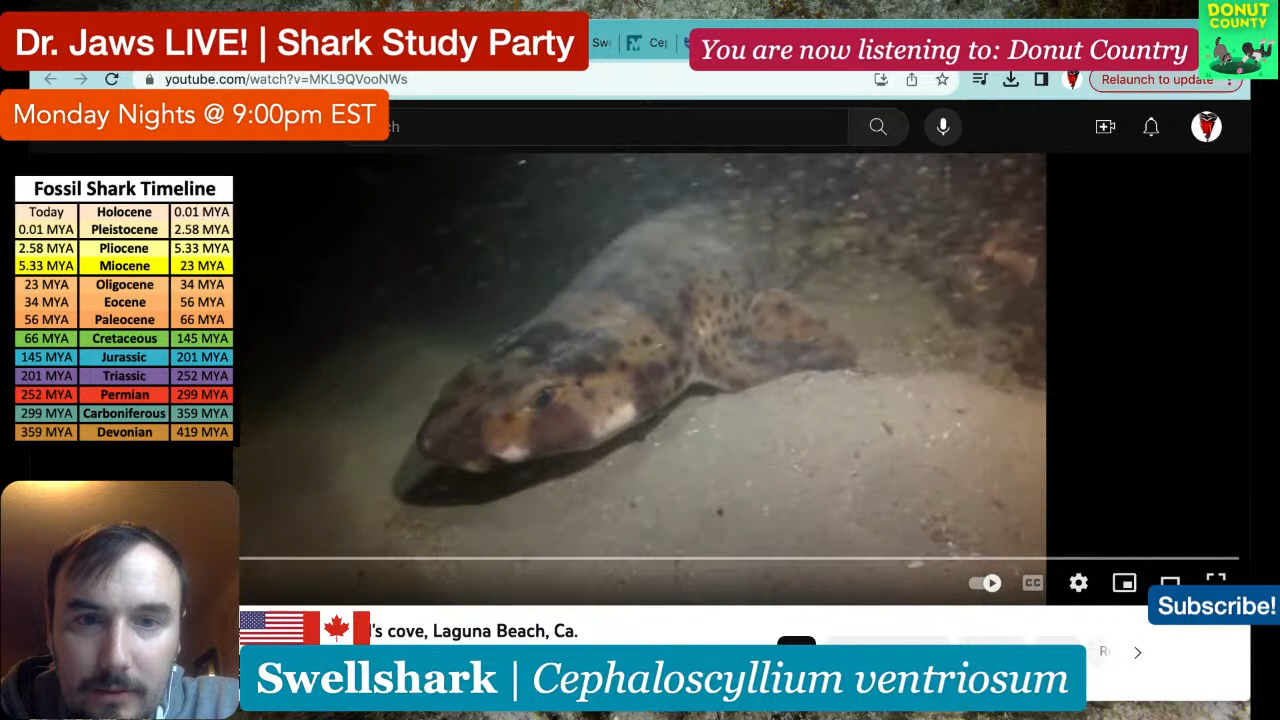 Dr. Jaws LIVE! | Shark Study Party
Swe
Cep
You are now listening to: Donut Country
DONUT COUNTY
youtube.com/watch?v=MKL9QVooNWs
Relaunch to update
Monday Nights @ 9:00pm EST
ch
Fossil Shark Timeline
Today Holocene 0.01 MYA
0.01 MYA Pleistocene 2.58 MYA
2.58 MYA Pliocene 5.33 MYA
5.33 MYA Miocene 23 MYA
23 MYA Oligocene 34 MYA
34 MYA Eocene 56 MYA
56 MYA Paleocene 66 MYA
66 MYA Cretaceous 145 MYA
145 MYA Jurassic 201 MYA
201 MYA Triassic 252 MYA
252 MYA Permian 299 MYA
299 MYA Carboniferous 359 MYA
359 MYA Devonian 419 MYA
CC
Subscribe!
's cove, Laguna Beach, Ca.
Swellshark | Cephaloscyllium ventriosum